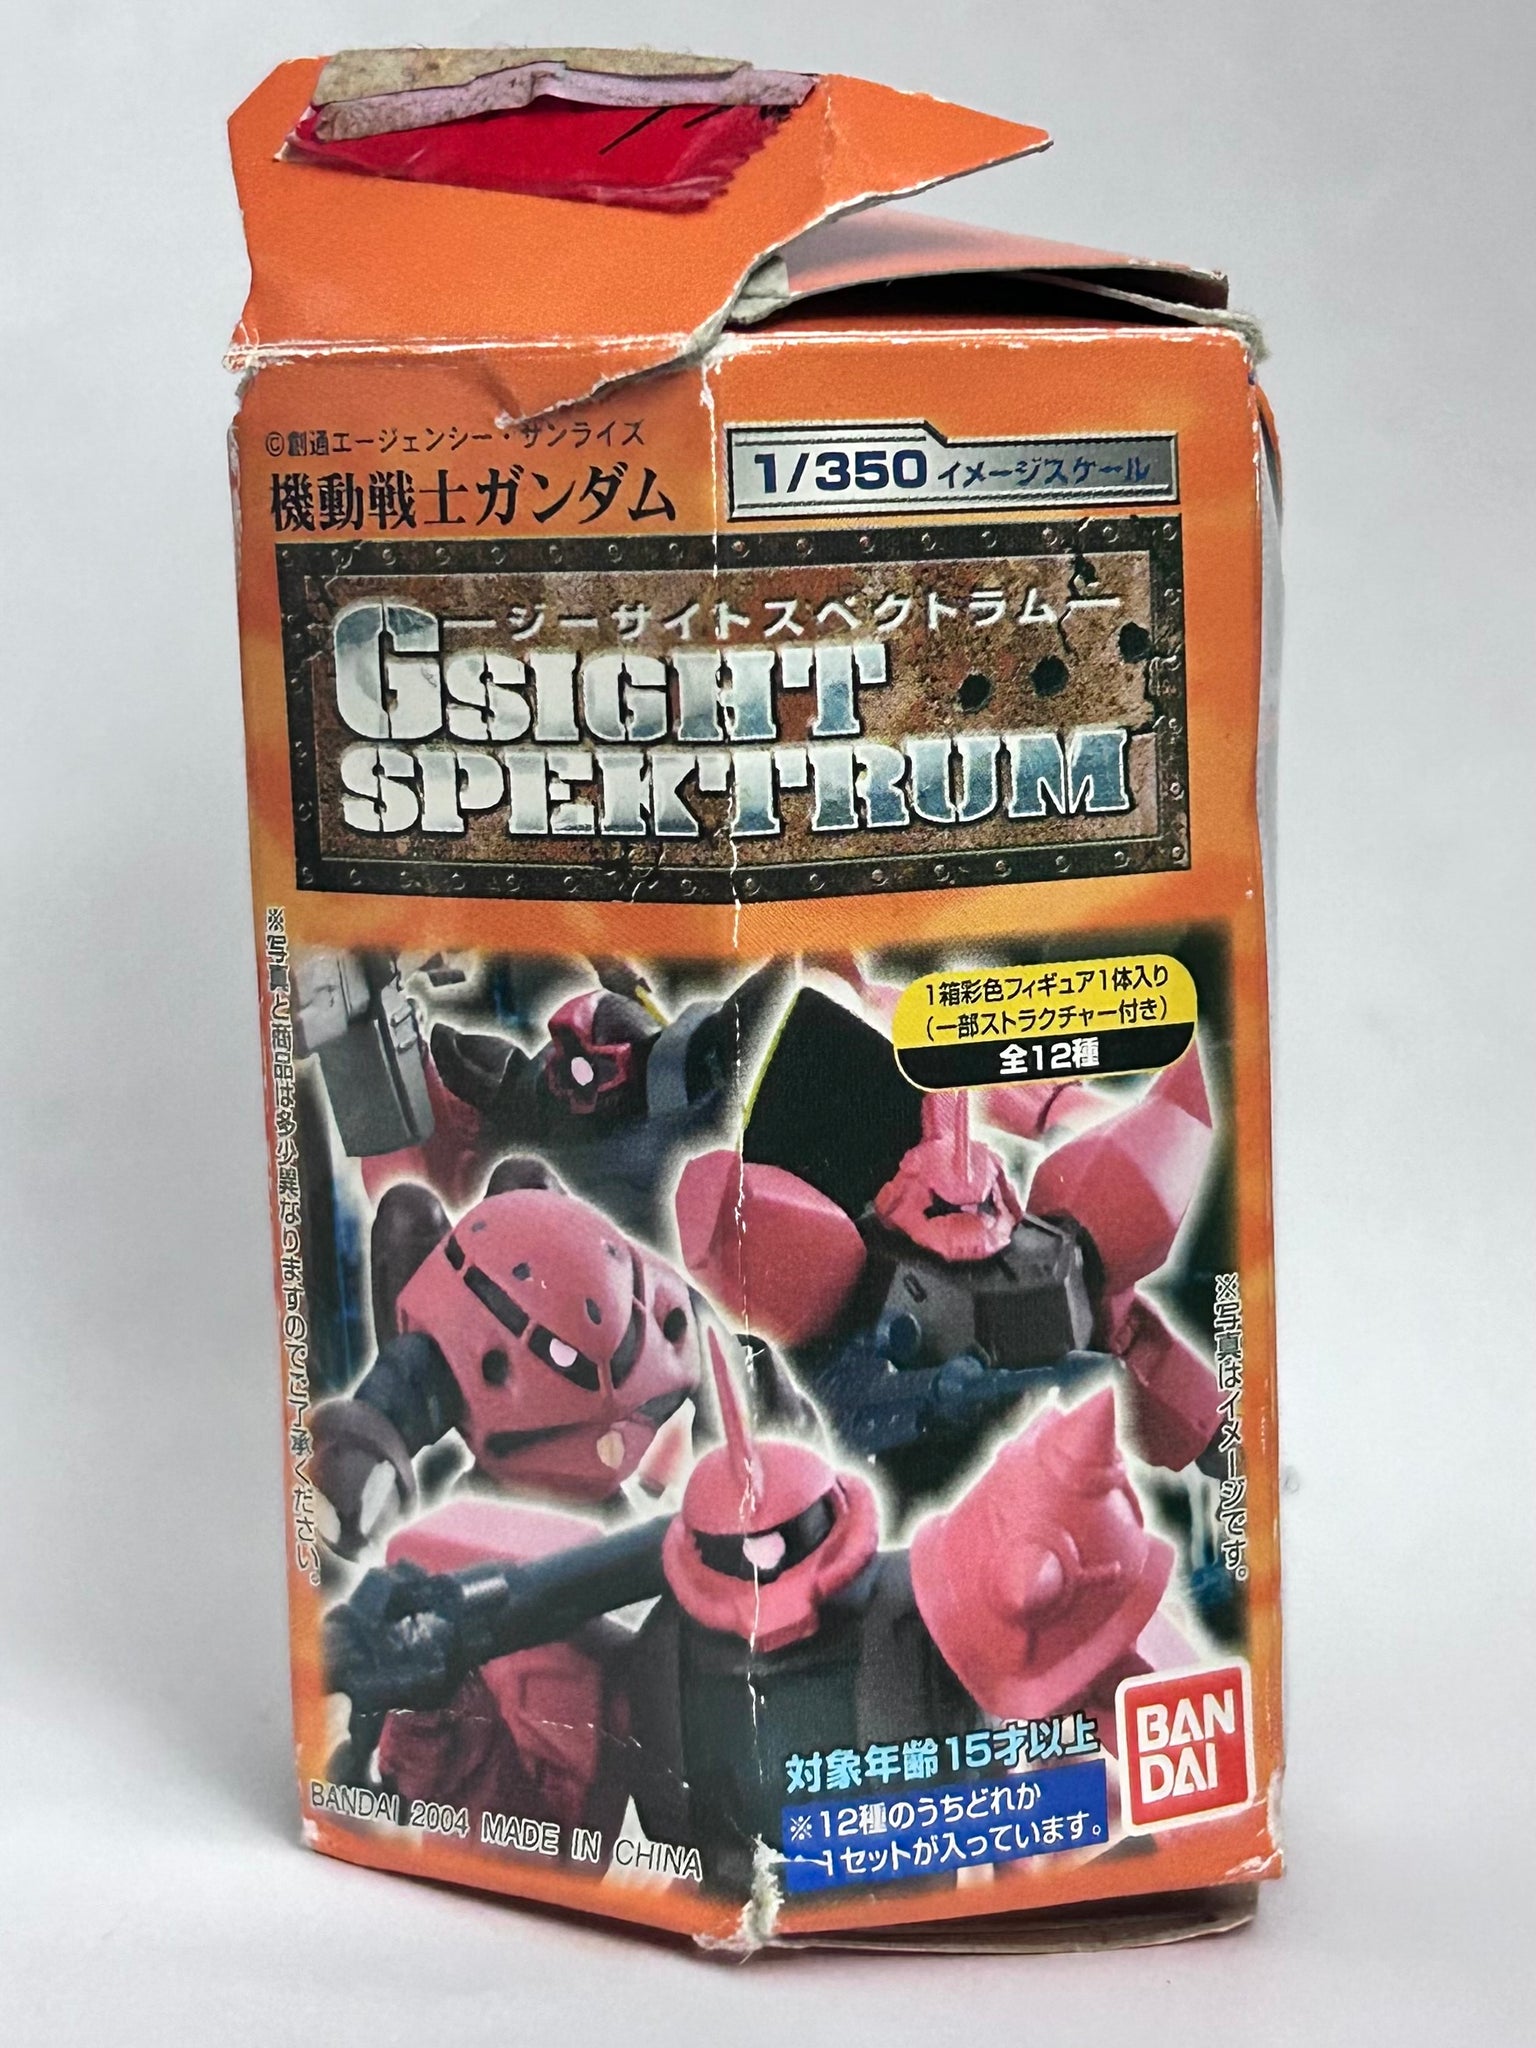 ©創通エージェンシー・サンライズ
機動戦士ガンダム
1/350 イメージスケール
ージーサイトスペクトラムー
GSIGHT
SPEKTRUM
※写真と商品は多少異なりますのでご了承ください。
1箱彩色フィギュア1体入り
(一部ストラクチャー付き)
全12種
※写真はイメージです。
対象年齢15才以上
※12種のうちどれか
1セットが入っています。
BAN
DAI
BANDAI 2004 MADE IN CHINA